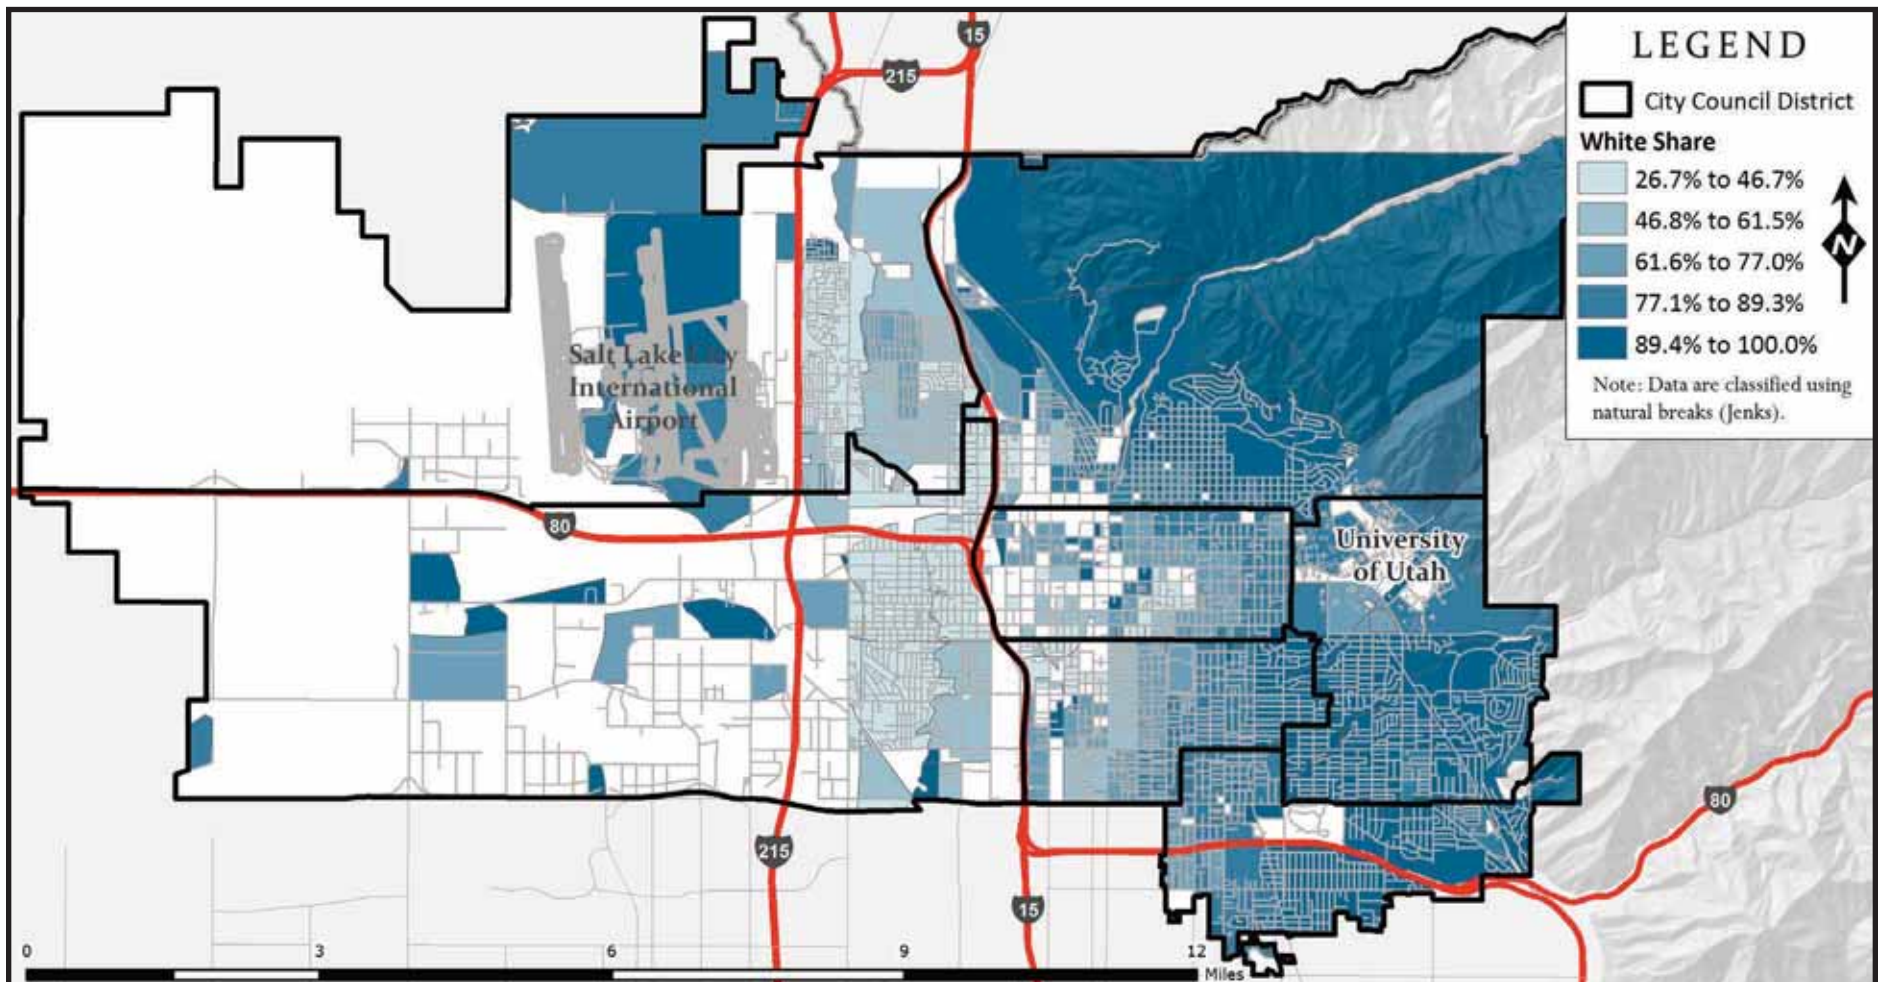 LEGEND
City Council District
White Share
26.7% to 46.7%
46.8% to 61.5%
61.6% to 77.0%
77.1% to 89.3%
89.4% to 100.0%
Note: Data are classified using
natural breaks (Jenks).
N
15
215
Salt Lake City
International
Airport
80
University
of Utah
80
215
15
0 3 6 9 12
Miles